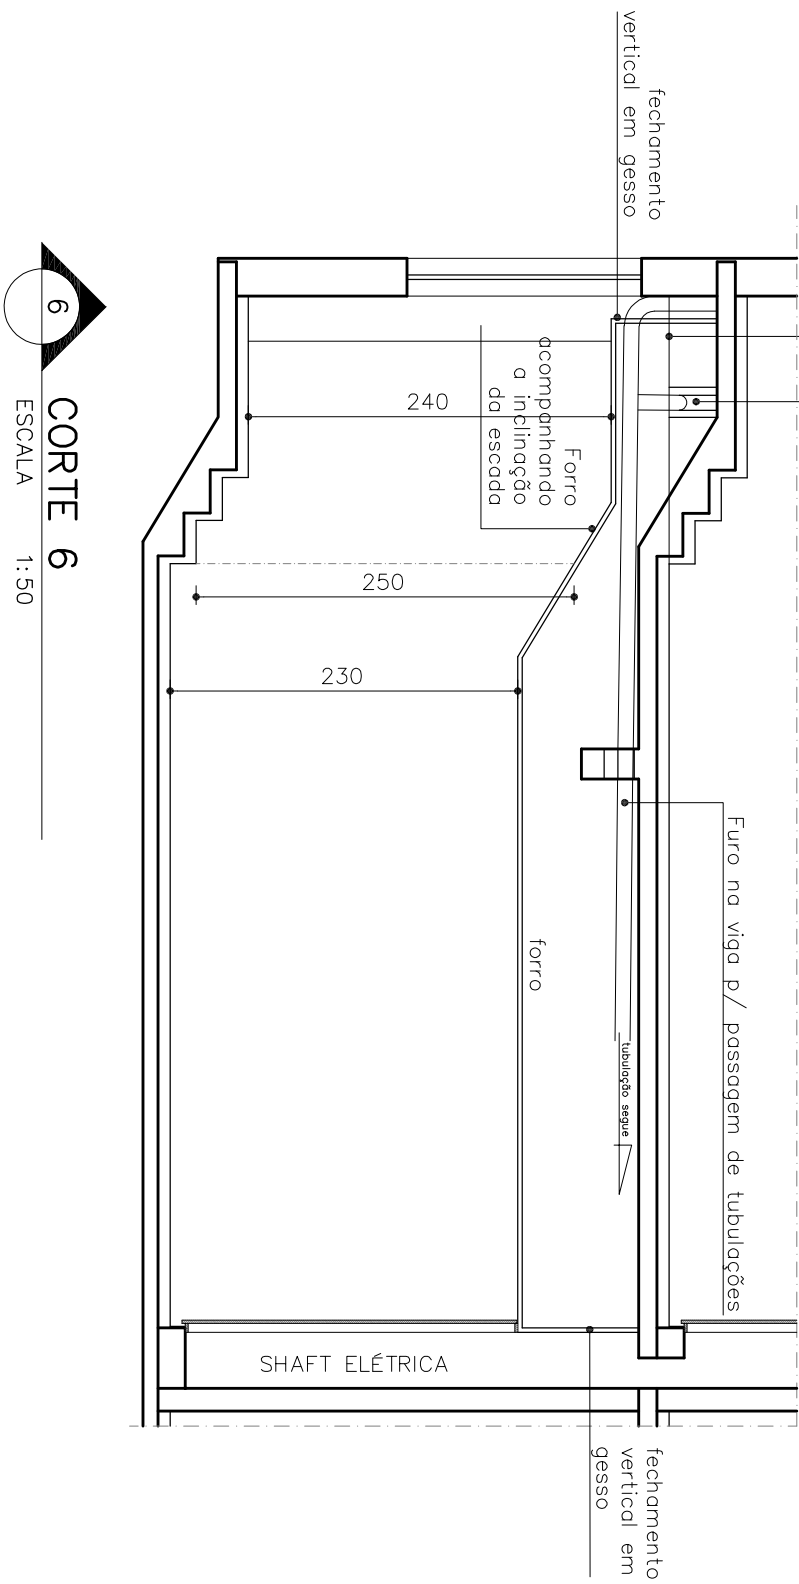 fechamento
vertical em gesso
Forro
acompanhando
a inclinação
da escada
240
250
230
Furo na viga p/ passagem de tubulações
forro
tubulação segue
SHAFT ELÉTRICA
fechamento
vertical em
gesso
6
CORTE 6
ESCALA 1:50